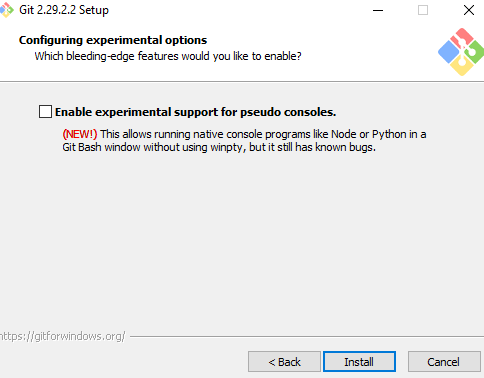 Git 2.29.2.2 Setup
Configuring experimental options
Which bleeding-edge features would you like to enable?
Enable experimental support for pseudo consoles.
(NEW!) This allows running native console programs like Node or Python in a
Git Bash window without using winpty, but it still has known bugs.
https://gitforwindows.org/
< Back
Install
Cancel